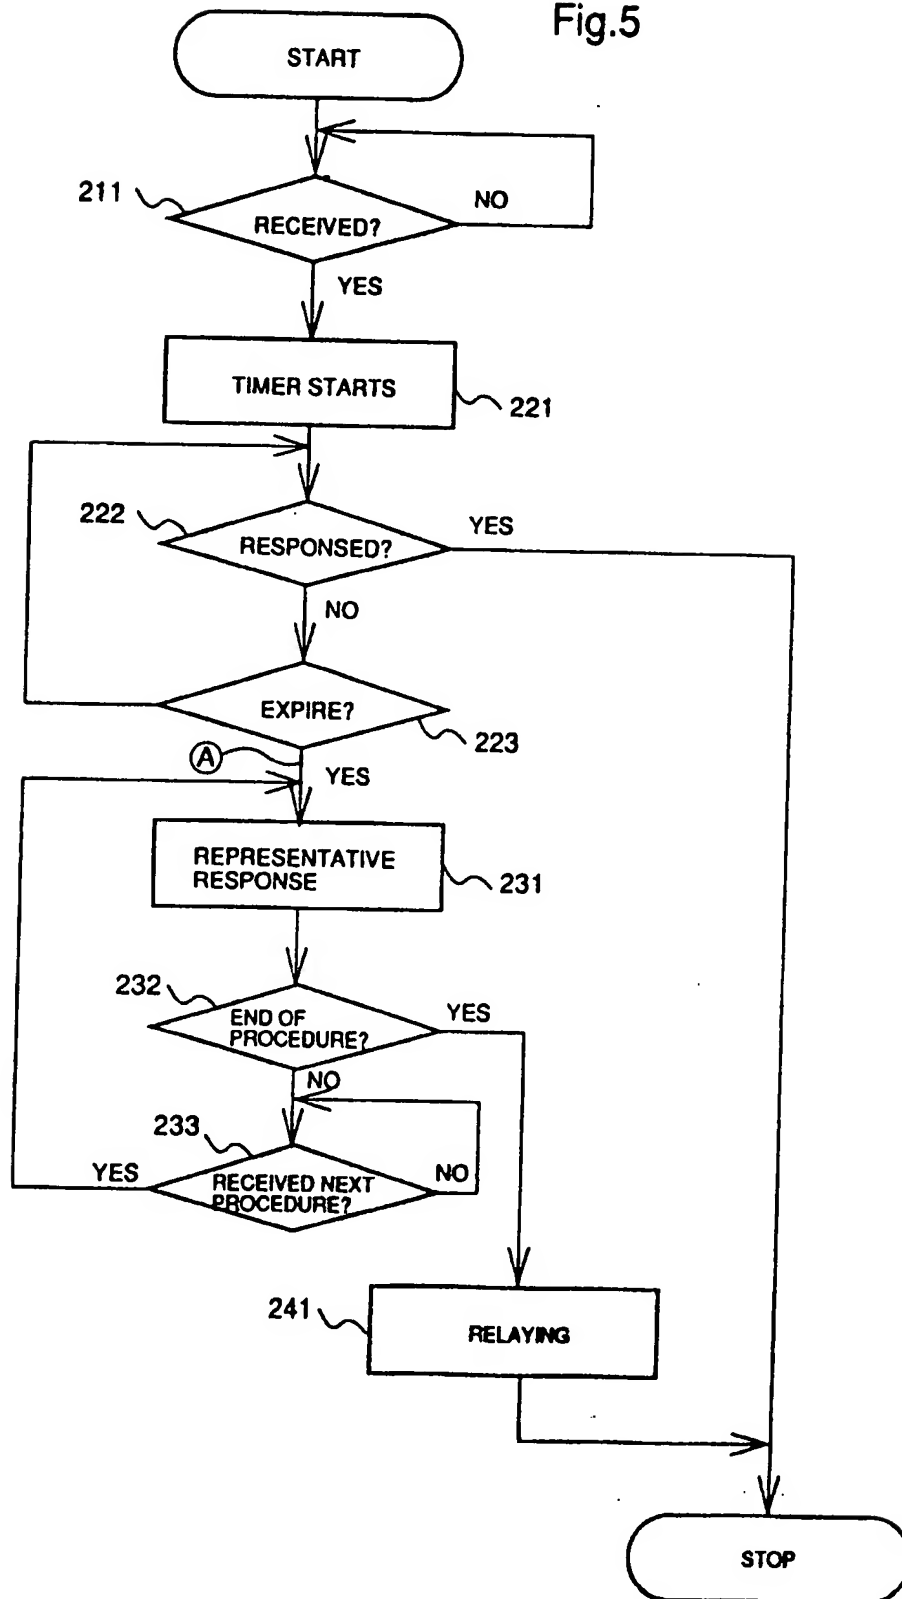 Fig.5
START
211
RECEIVED?
NO
YES
TIMER STARTS
221
222
RESPONSED?
YES
NO
EXPIRE?
223
A
YES
REPRESENTATIVE
RESPONSE
231
232
END OF
PROCEDURE?
YES
NO
233
YES
RECEIVED NEXT
PROCEDURE?
NO
241
RELAYING
STOP